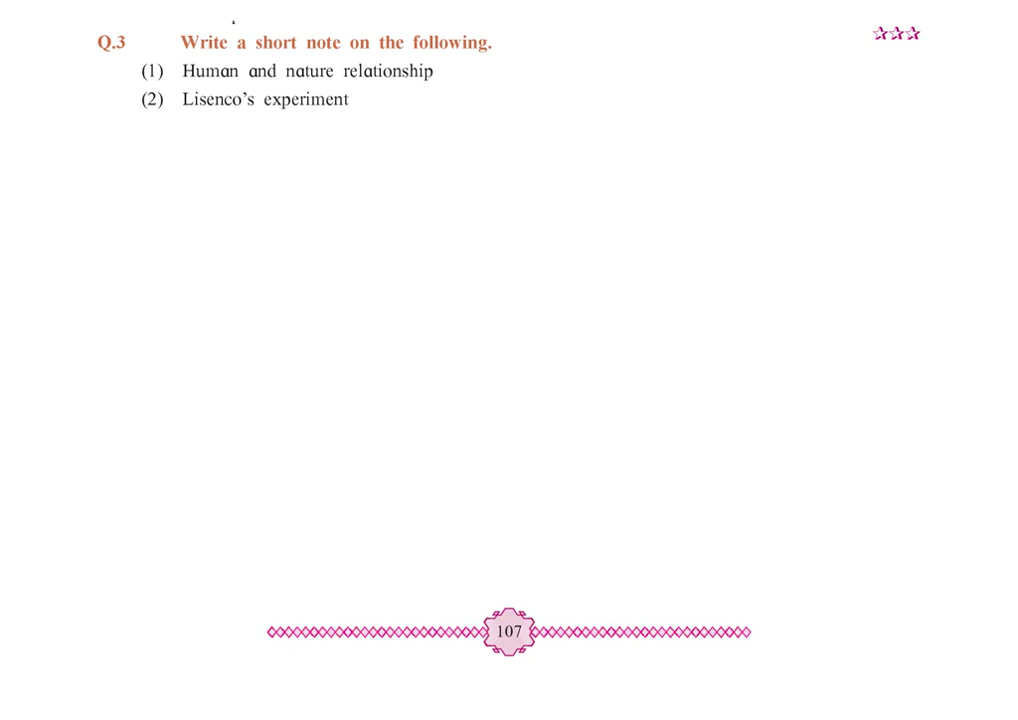 Q.3 Write a short note on the following.
(1) Human and nature relationship
(2) Lisenco's experiment
107